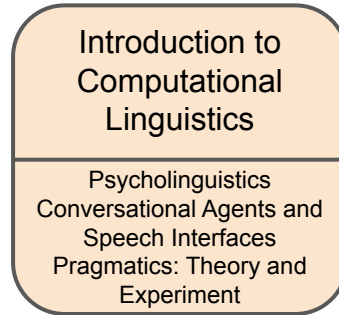 Introduction to
Computational
Linguistics
Psycholinguistics
Conversational Agents and
Speech Interfaces
Pragmatics: Theory and
Experiment